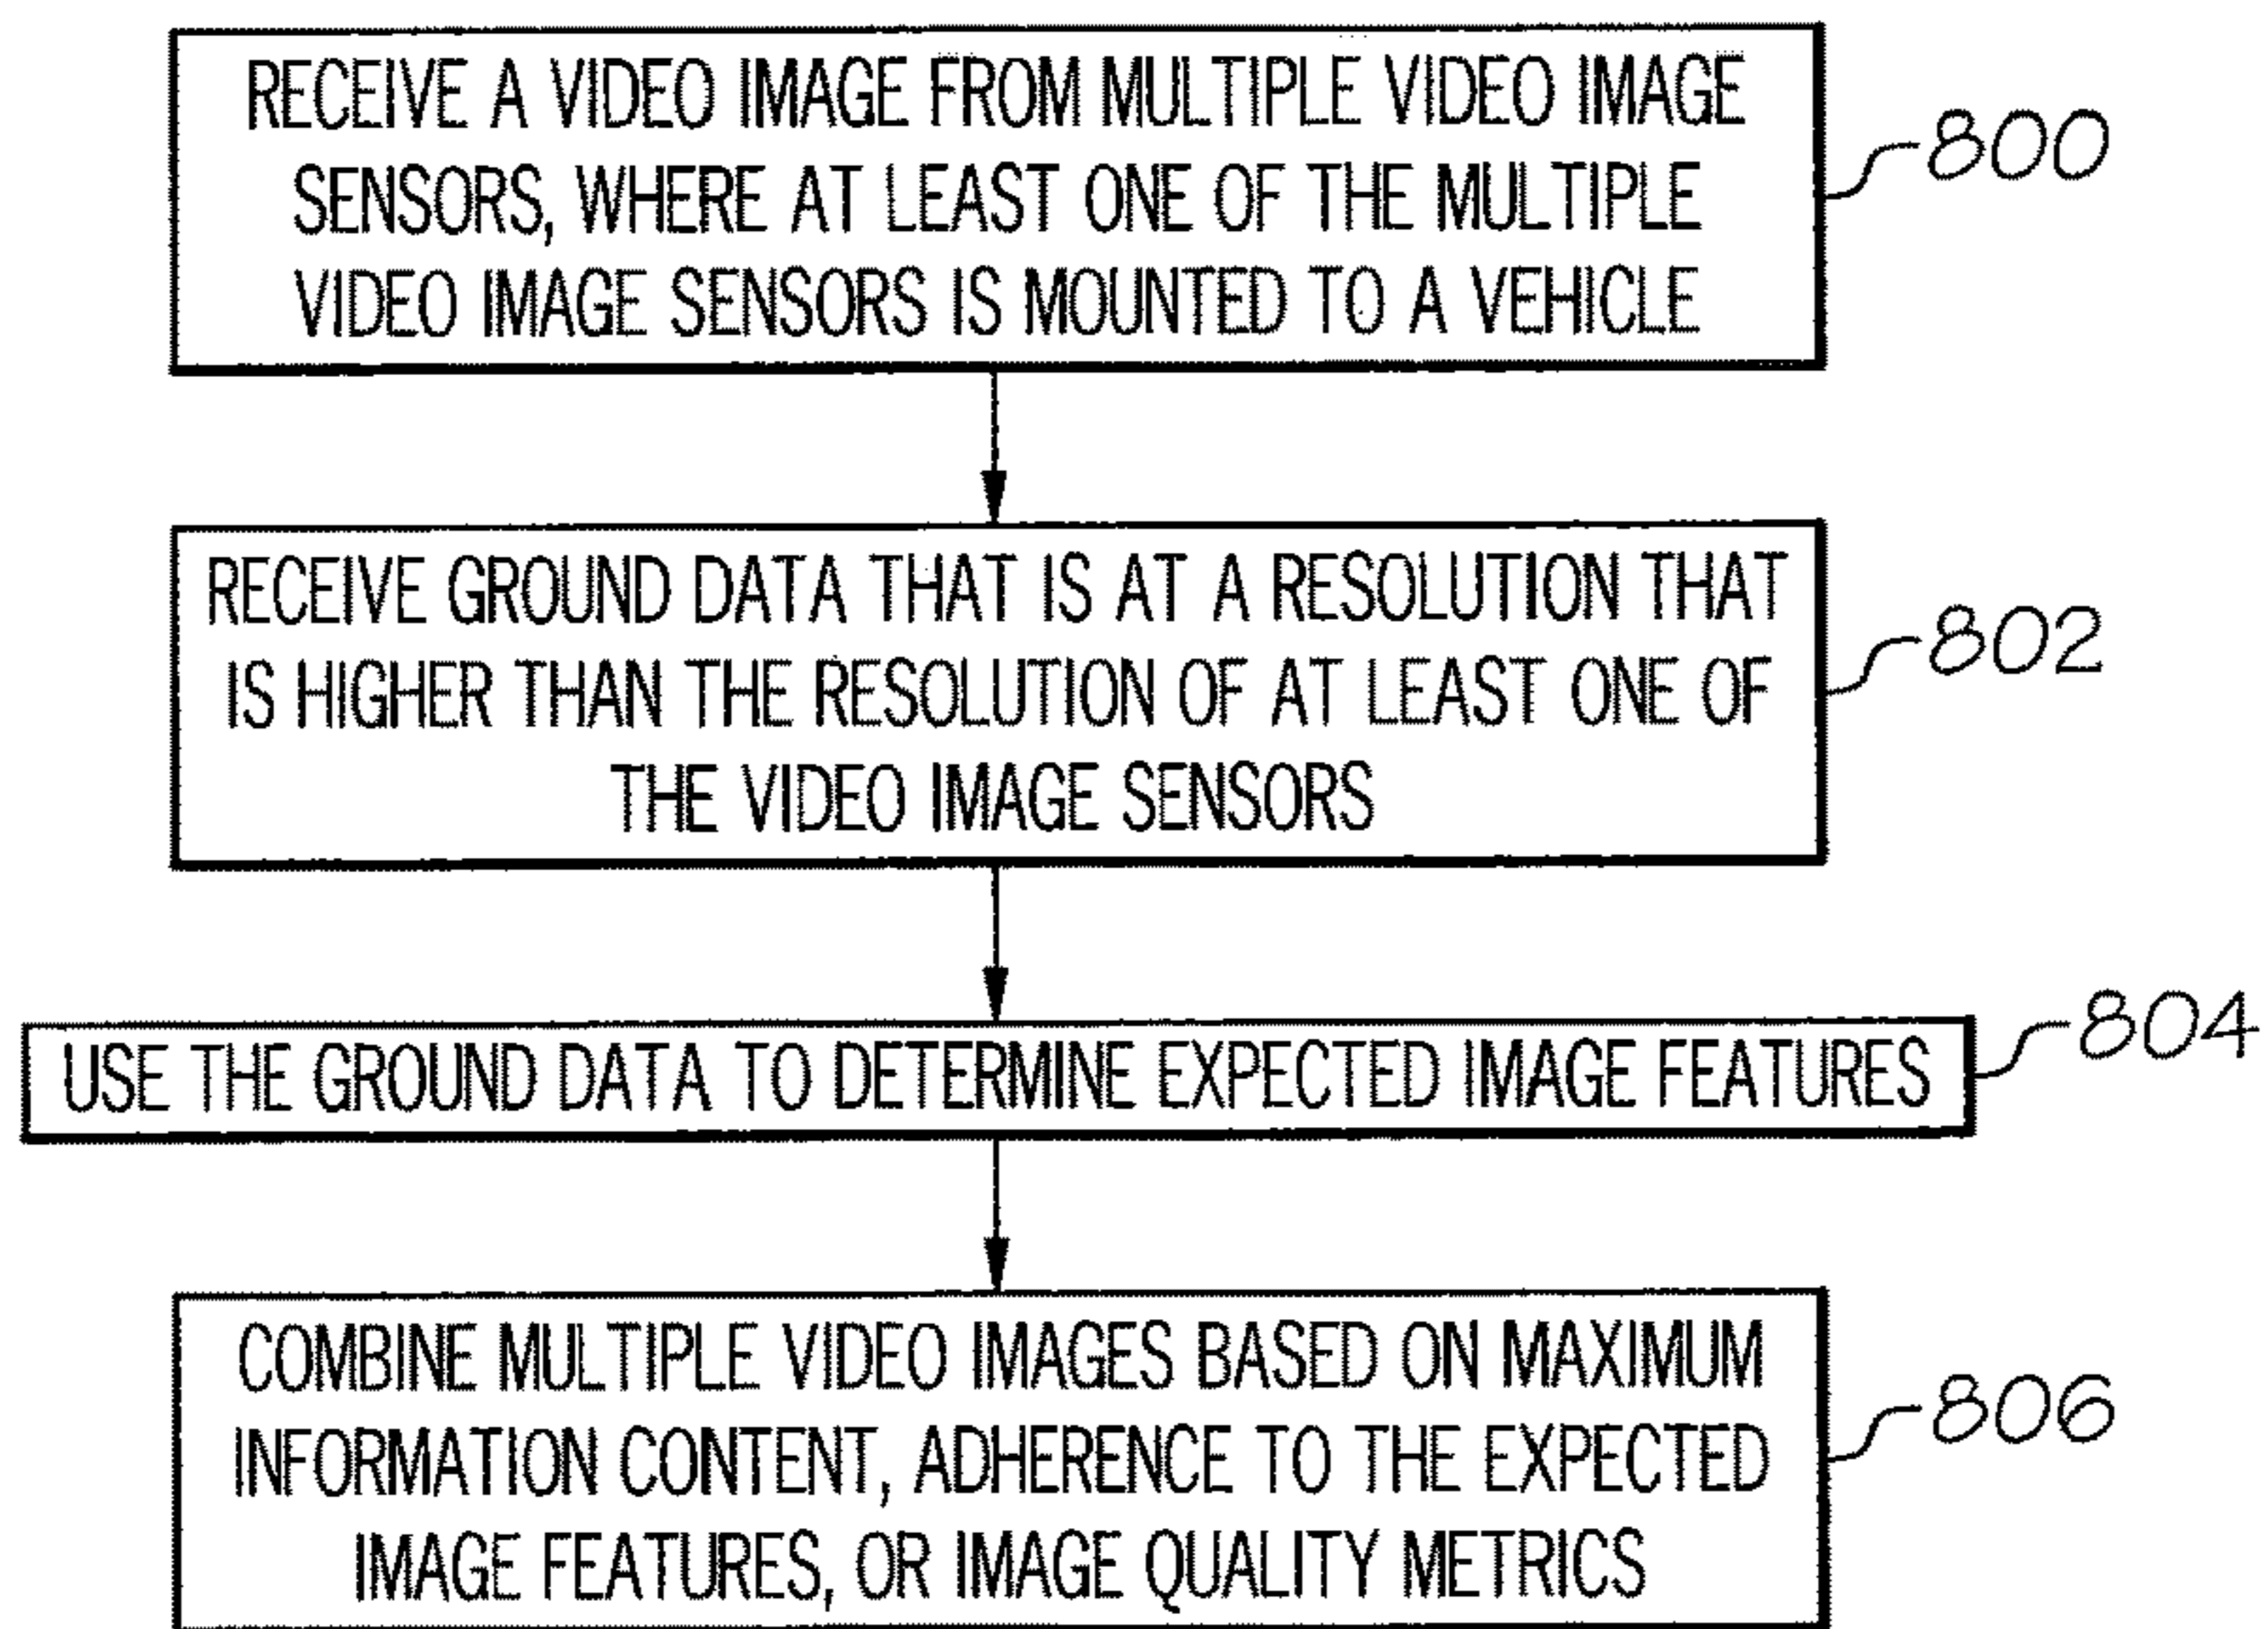 RECEIVE A VIDEO IMAGE FROM MULTIPLE VIDEO IMAGE
SENSORS, WHERE AT LEAST ONE OF THE MULTIPLE
VIDEO IMAGE SENSORS IS MOUNTED TO A VEHICLE
800
RECEIVE GROUND DATA THAT IS AT A RESOLUTION THAT
IS HIGHER THAN THE RESOLUTION OF AT LEAST ONE OF
THE VIDEO IMAGE SENSORS
802
USE THE GROUND DATA TO DETERMINE EXPECTED IMAGE FEATURES
804
COMBINE MULTIPLE VIDEO IMAGES BASED ON MAXIMUM
INFORMATION CONTENT, ADHERENCE TO THE EXPECTED
IMAGE FEATURES, OR IMAGE QUALITY METRICS
806